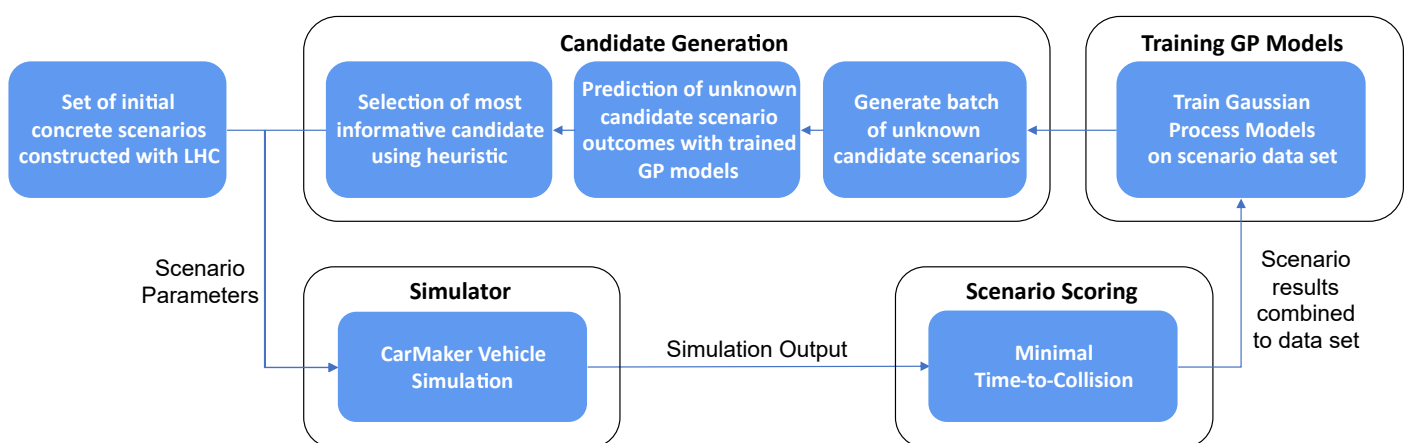 Candidate Generation
Training GP Models
Set of initial
concrete scenarios
constructed with LHC
Selection of most
informative candidate
using heuristic
Prediction of unknown
candidate scenario
outcomes with trained
GP models
Generate batch
of unknown
candidate scenarios
Train Gaussian
Process Models
on scenario data set
Scenario
Parameters
Simulator
CarMaker Vehicle
Simulation
Simulation Output
Scenario Scoring
Minimal
Time-to-Collision
Scenario
results
combined
to data set